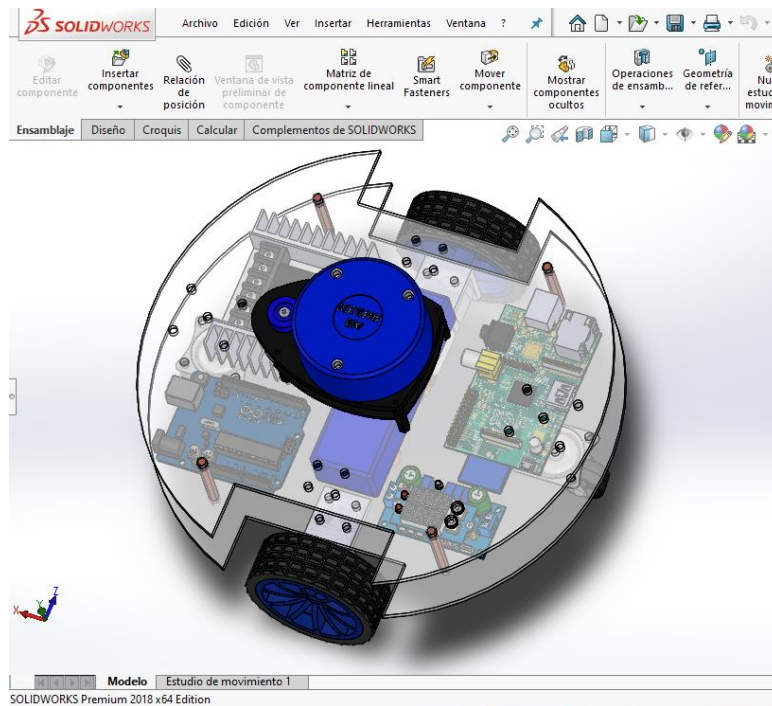 SOLIDWORKS
Archivo Edición Ver Insertar Herramientas Ventana ?
Editar componente
Insertar componentes
Relación de posición
Ventana de vista preliminar de componente
Matriz de componente lineal
Smart Fasteners
Mover componente
Mostrar componentes ocultos
Operaciones de ensamb...
Geometría de refer...
Ensamblaje Diseño Croquis Calcular Complementos de SOLIDWORKS
X Y Z
Modelo Estudio de movimiento 1
SOLIDWORKS Premium 2018 x64 Edition